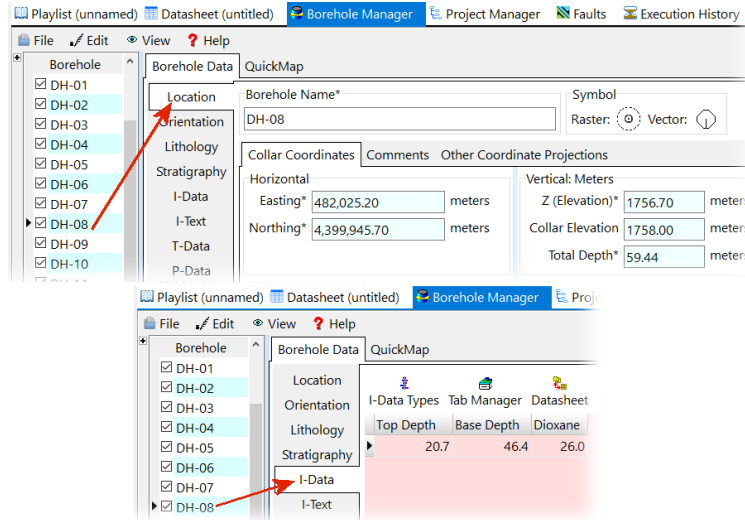 Playlist (unnamed) Datasheet (untitled) Borehole Manager Project Manager Faults Execution History
File Edit View ? Help
Borehole Borehole Data QuickMap
DH-01 Location Borehole Name* Symbol
DH-02 Orientation DH-08 Raster: Vector:
DH-03 Lithology
DH-04 Stratigraphy Collar Coordinates Comments Other Coordinate Projections
DH-05 I-Data Horizontal Vertical: Meters
DH-06 I-Text Easting* 482,025.20 meters Z (Elevation)* 1756.70 meters
DH-07 T-Data Northing* 4,399,945.70 meters Collar Elevation 1758.00 meters
DH-08 P-Data Total Depth* 59.44 meters
DH-09
DH-10
Playlist (unnamed) Datasheet (untitled) Borehole Manager
File Edit View ? Help
Borehole Borehole Data QuickMap
DH-01 Location
DH-02 Orientation I-Data Types Tab Manager Datasheet
DH-03 Lithology Top Depth Base Depth Dioxane
DH-04 Stratigraphy 20.7 46.4 26.0
DH-05 I-Data
DH-06 I-Text
DH-07
DH-08